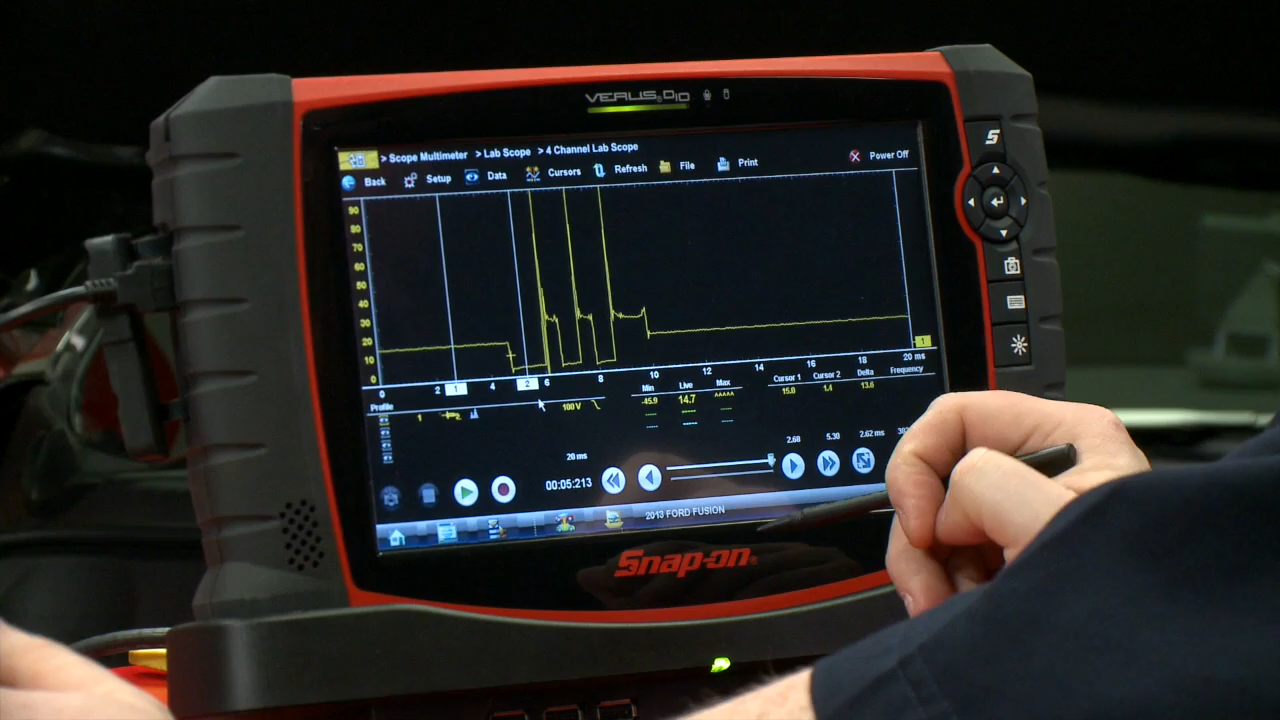 VERUS PRO
> Scope Multimeter > Lab Scope > 4 Channel Lab Scope
Back Setup Data Cursors Refresh File Print Power Off
S
90
80
70
60
50
40
30
20
10
0
0 2 1 4 2 6 8 10 12 14 16 18 20 ms
1
Profile
1 100 V
Min Live Max Cursor 1 Cursor 2 Delta Frequency
-45.9 14.7 ^^^^^ 15.0 1.4 13.6
---- ---- ----
---- ---- ----
20 ms 2.68 5.30 2.62 ms
00:05:213
2013 FORD FUSION
Snap-on